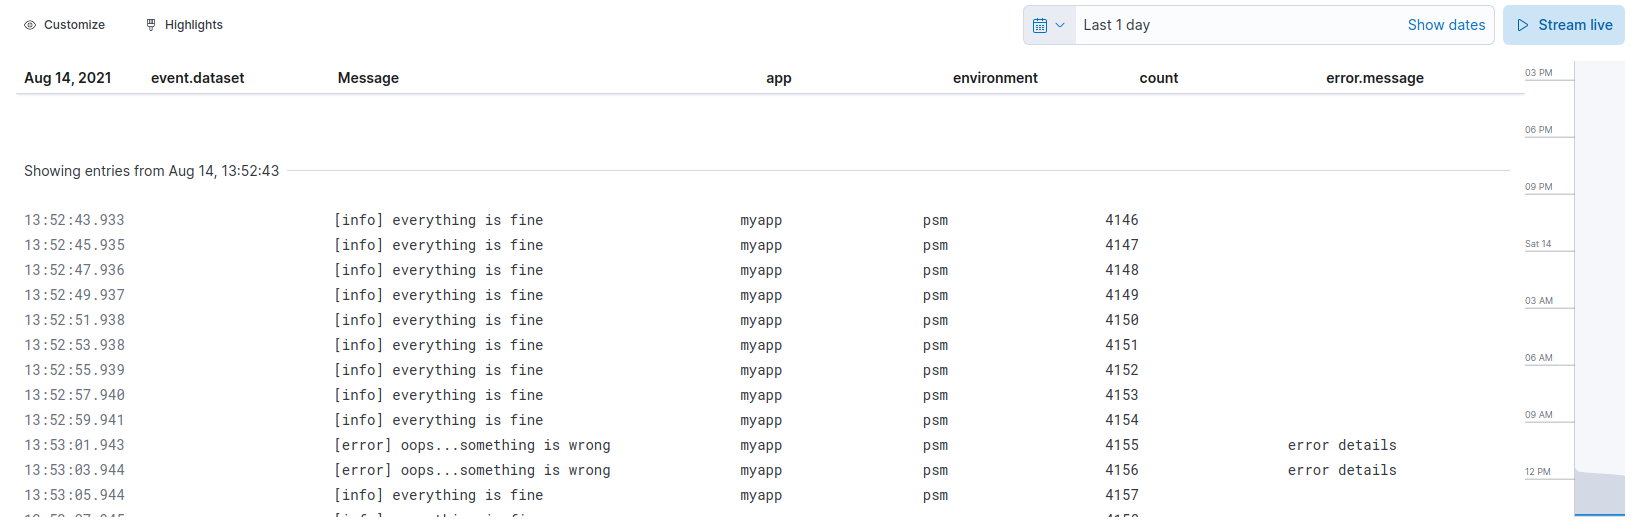 Customize Highlights Last 1 day Show dates Stream live
Aug 14, 2021 event.dataset Message app environment count error.message
03 PM
06 PM
Showing entries from Aug 14, 13:52:43
09 PM
13:52:43.933 [info] everything is fine myapp psm 4146
13:52:45.935 [info] everything is fine myapp psm 4147
Sat 14
13:52:47.936 [info] everything is fine myapp psm 4148
13:52:49.937 [info] everything is fine myapp psm 4149
03 AM
13:52:51.938 [info] everything is fine myapp psm 4150
13:52:53.938 [info] everything is fine myapp psm 4151
06 AM
13:52:55.939 [info] everything is fine myapp psm 4152
13:52:57.940 [info] everything is fine myapp psm 4153
09 AM
13:52:59.941 [info] everything is fine myapp psm 4154
13:53:01.943 [error] oops...something is wrong myapp psm 4155 error details
13:53:03.944 [error] oops...something is wrong myapp psm 4156 error details
12 PM
13:53:05.944 [info] everything is fine myapp psm 4157